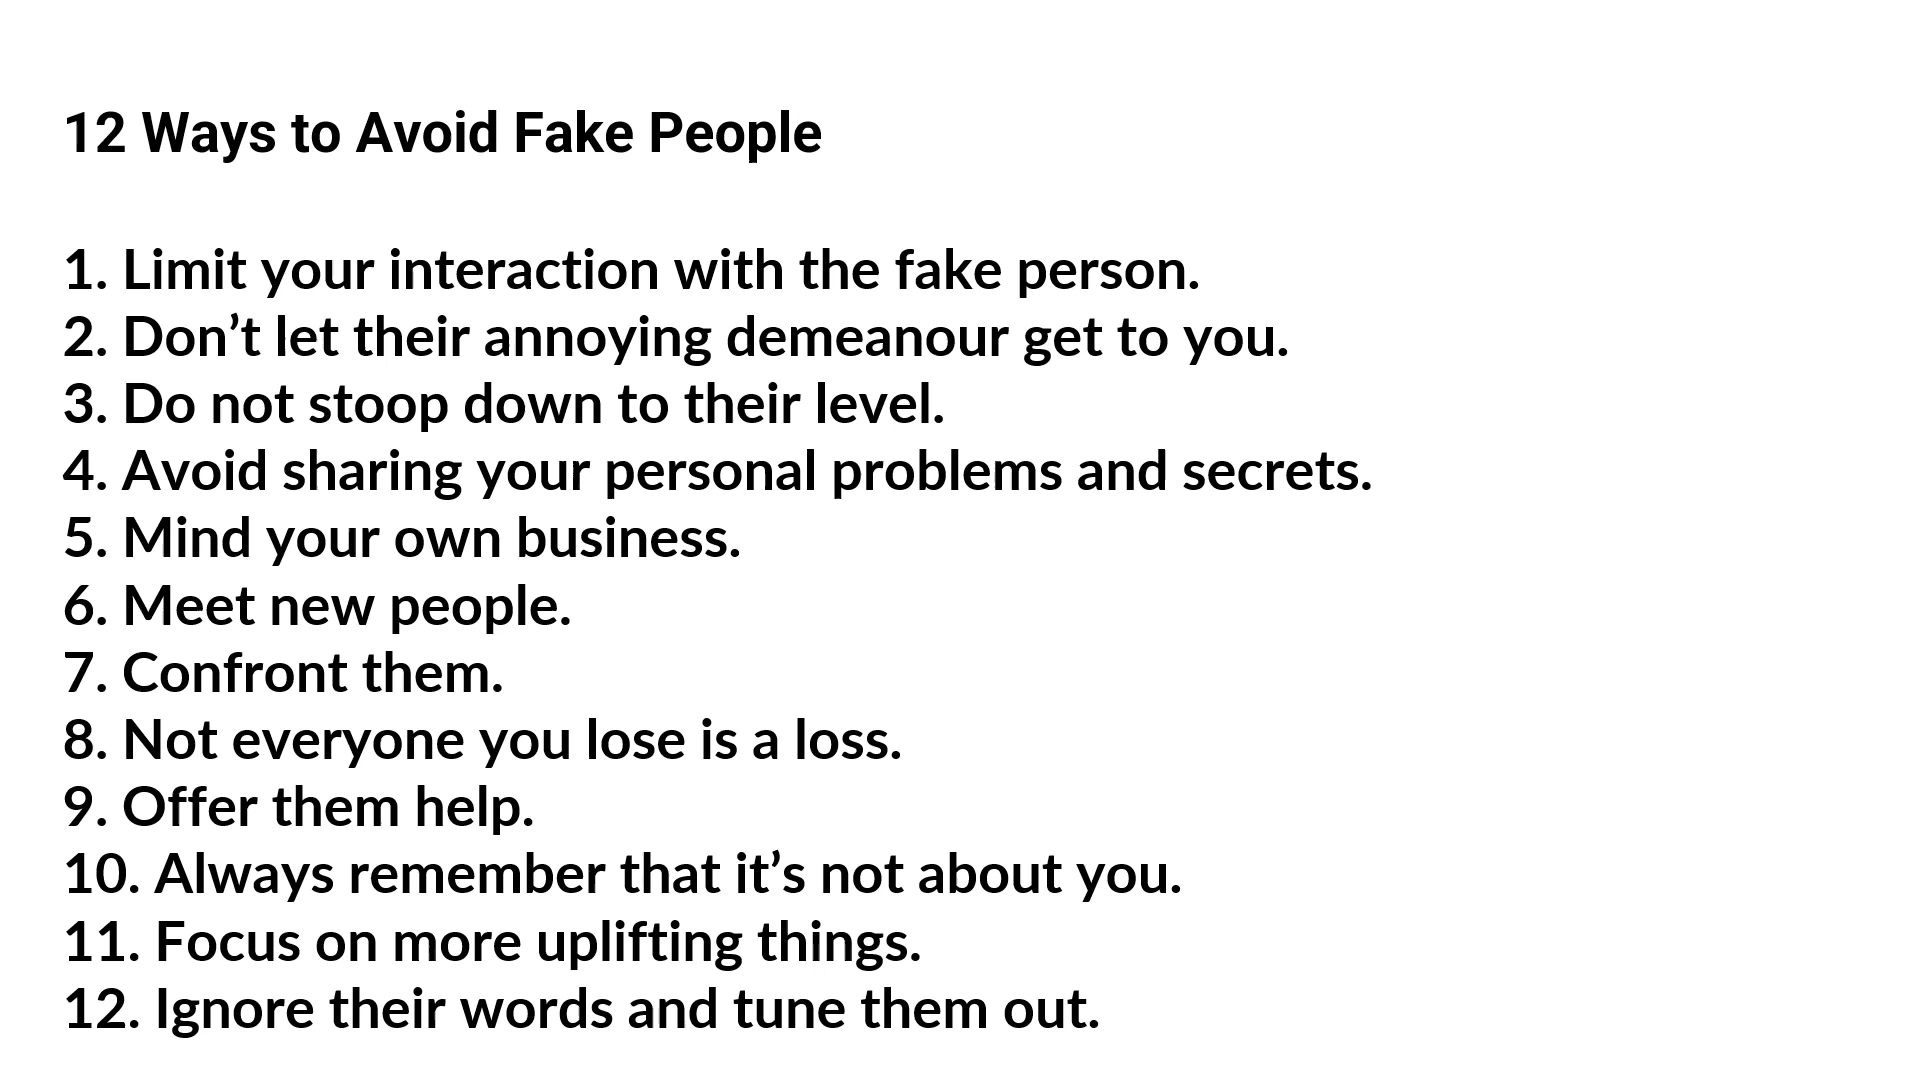 12 Ways to Avoid Fake People
1. Limit your interaction with the fake person.
2. Don’t let their annoying demeanour get to you.
3. Do not stoop down to their level.
4. Avoid sharing your personal problems and secrets.
5. Mind your own business.
6. Meet new people.
7. Confront them.
8. Not everyone you lose is a loss.
9. Offer them help.
10. Always remember that it’s not about you.
11. Focus on more uplifting things.
12. Ignore their words and tune them out.